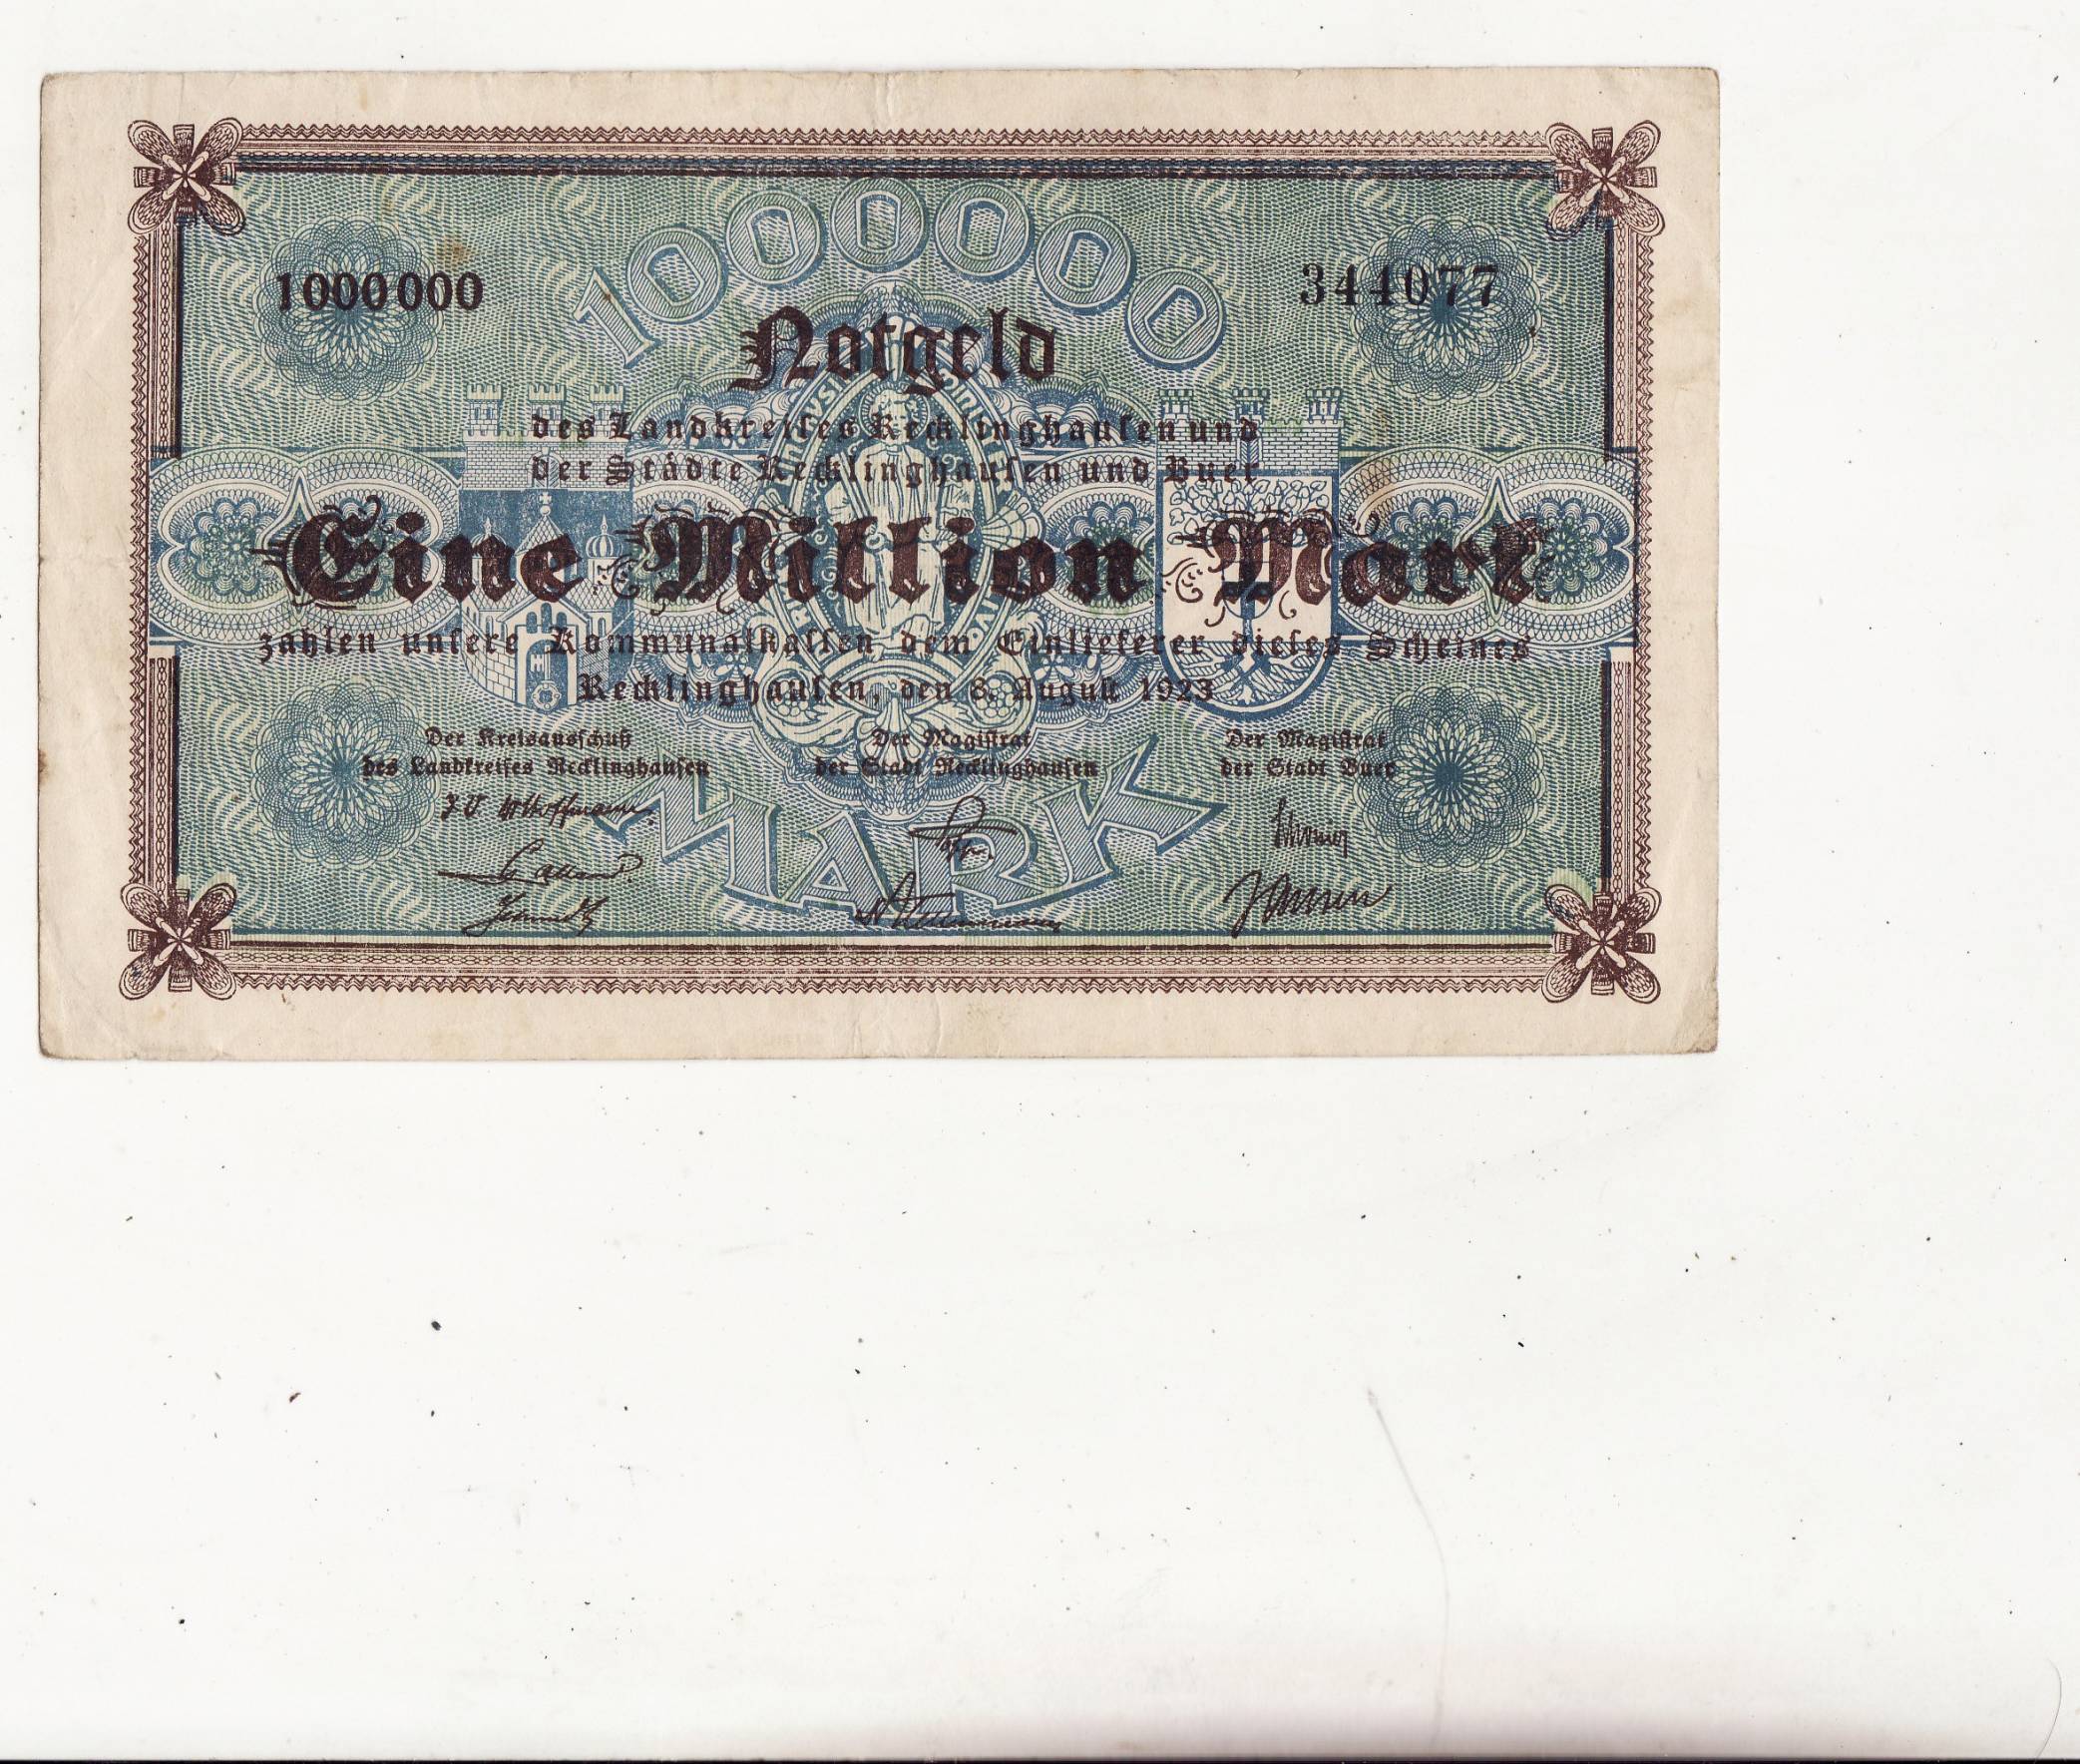 1000000
1000000
344077
Notgeld
des Landkreises Recklinghausen und
der Städte Recklinghausen und Buer
Eine Million Mark
zahlen unsere Kommunalkassen dem Einlieferer dieses Scheines
Recklinghausen, den 8. August 1923
Der Kreisausschuß
des Landkreises Recklinghausen
Der Magistrat
der Stadt Recklinghausen
Der Magistrat
der Stadt Buer
MARK